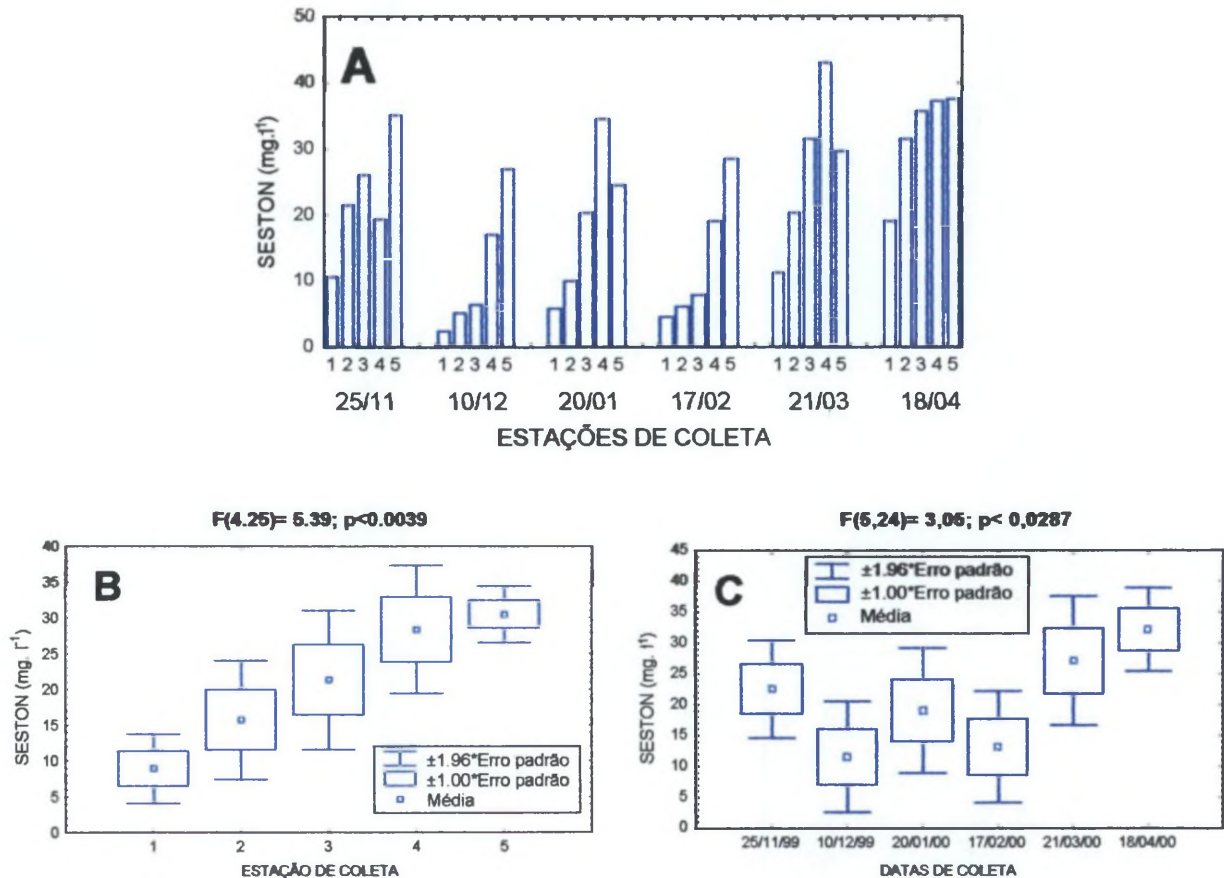 A
50
40
30
20
10
0
SESTON (mg.l¹)
1 2 3 4 5 1 2 3 4 5 1 2 3 4 5 1 2 3 4 5 1 2 3 4 5 1 2 3 4 5
25/11 10/12 20/01 17/02 21/03 18/04
ESTAÇÕES DE COLETA
F(4.25)= 5.39; p<0.0039
B
40
35
30
25
20
15
10
5
0
SESTON (mg. l⁻¹)
±1.96*Erro padrão
±1.00*Erro padrão
Média
1 2 3 4 5
ESTAÇÃO DE COLETA
F(5,24)= 3,05; p< 0,0287
C
45
40
35
30
25
20
15
10
5
0
SESTON (mg. l¹)
±1.96*Erro padrão
±1.00*Erro padrão
Média
25/11/99 10/12/99 20/01/00 17/02/00 21/03/00 18/04/00
DATAS DE COLETA